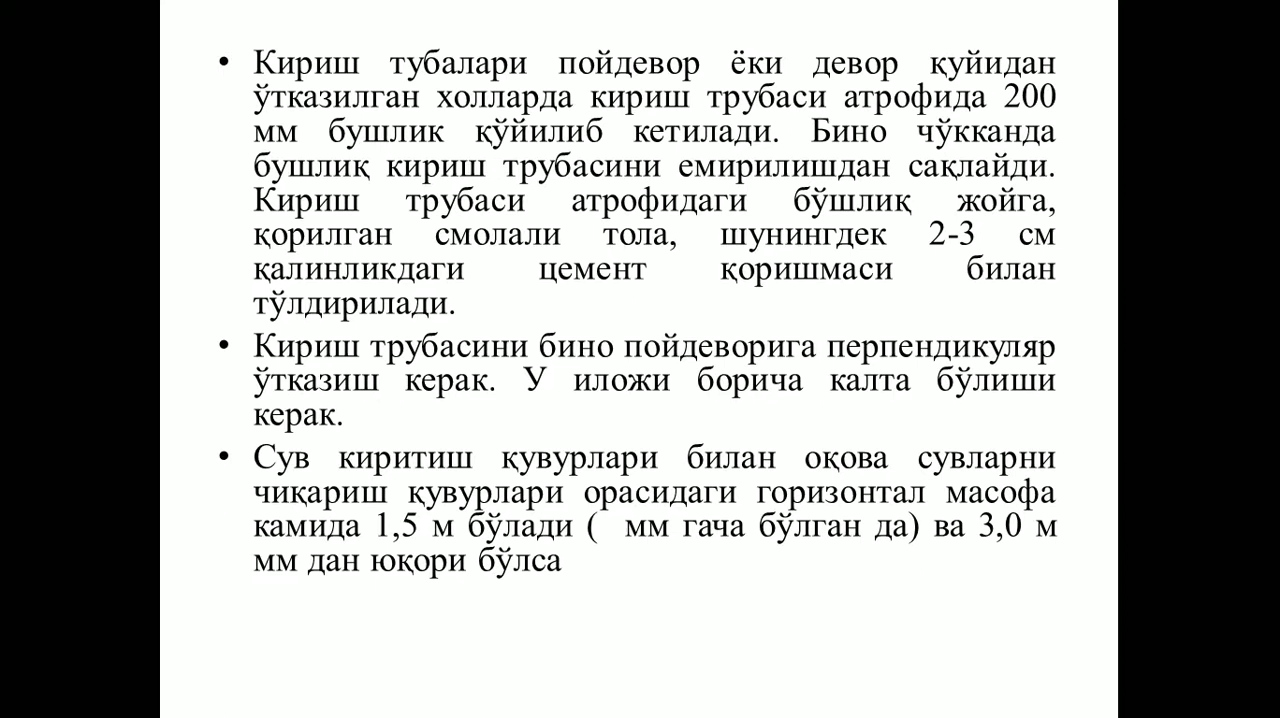 • Кириш тубалари пойдевор ёки девор қуйидан
ўтказилган холларда кириш трубаси атрофида 200
мм бушлик қўйилиб кетилади. Бино чўкканда
бушлиқ кириш трубасини емирилишдан сақлайди.
Кириш трубаси атрофидаги бўшлиқ жойга,
қорилган смолали тола, шунингдек 2-3 см
қалинликдаги цемент қоришмаси билан
тўлдирилади.
• Кириш трубасини бино пойдеворига перпендикуляр
ўтказиш керак. У иложи борича калта бўлиши
керак.
• Сув киритиш қувурлари билан оқова сувларни
чиқариш қувурлари орасидаги горизонтал масофа
камида 1,5 м бўлади ( мм гача бўлган да) ва 3,0 м
мм дан юқори бўлса